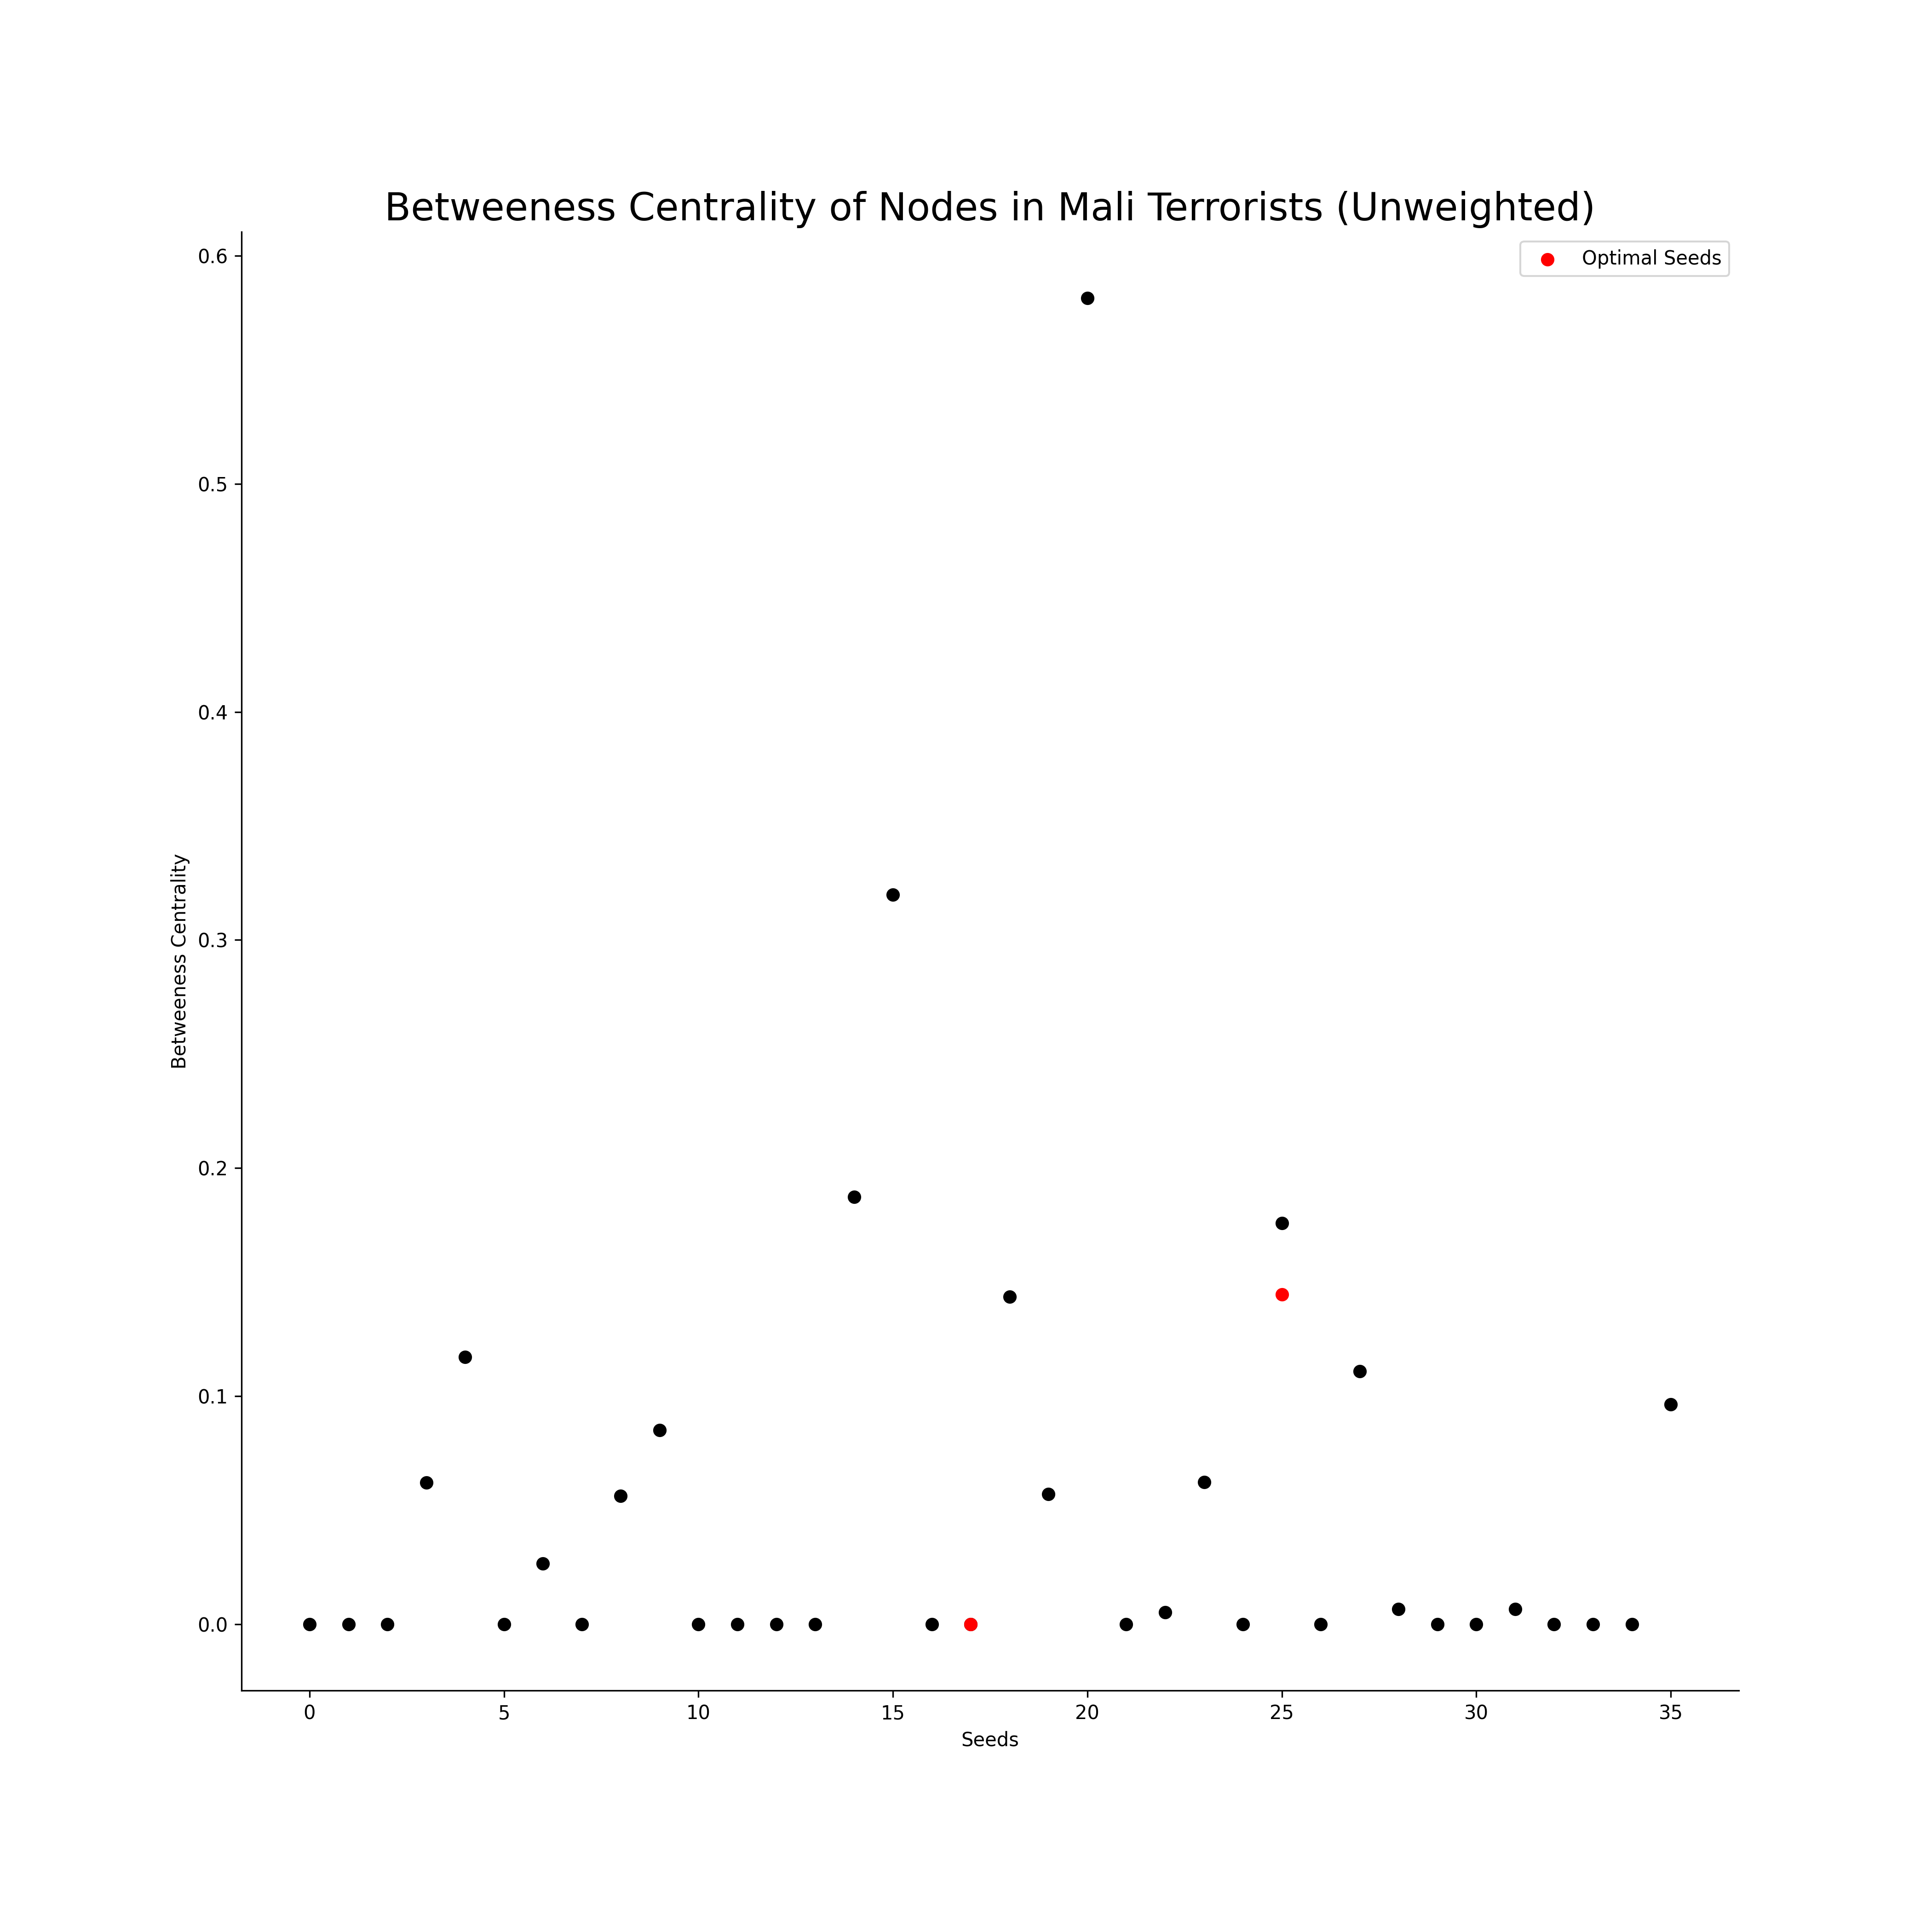 Betweeness Centrality of Nodes in Mali Terrorists (Unweighted)
Optimal Seeds
0.6
0.5
0.4
0.3
0.2
0.1
0.0
Betweeness Centrality
0 5 10 15 20 25 30 35
Seeds